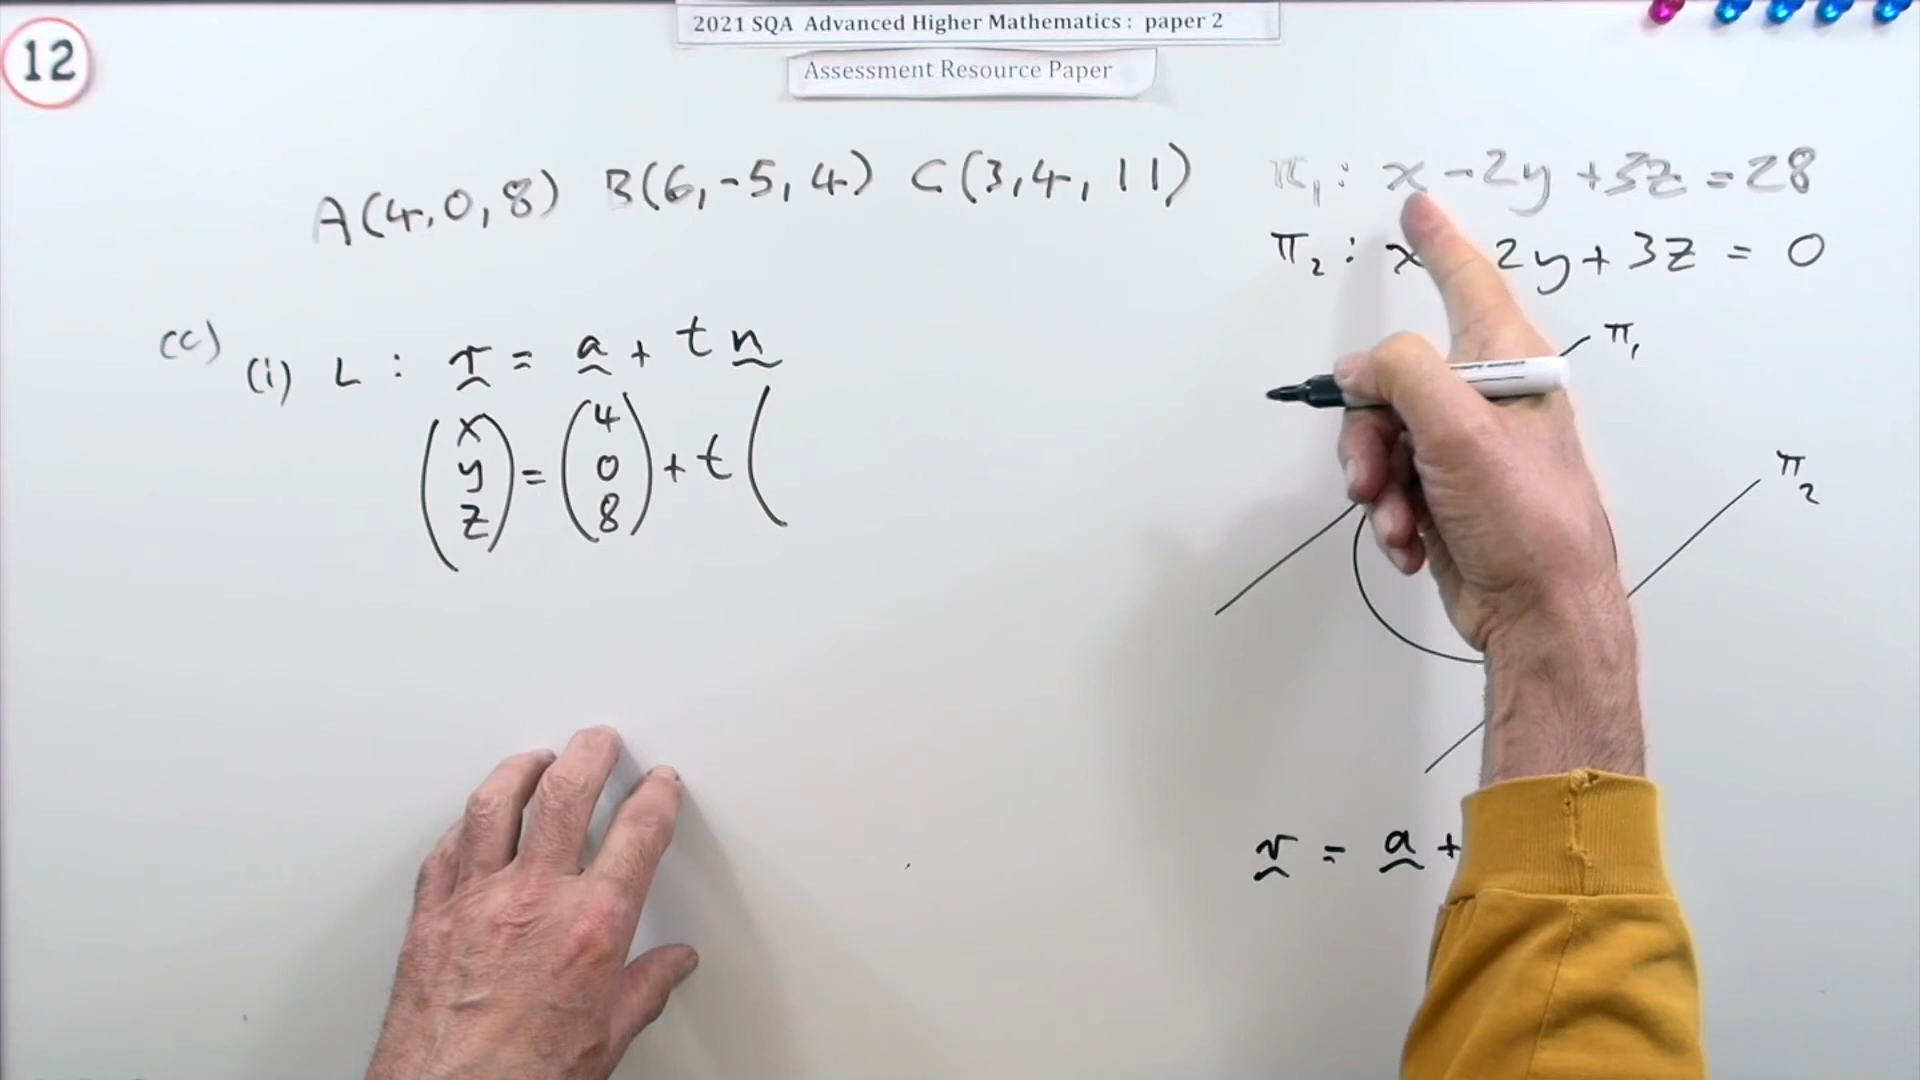 12
2021 SQA Advanced Higher Mathematics : paper 2
Assessment Resource Paper
A(4,0,8) B(6,-5,4) C(3,4,11)
π₁: x-2y+3z=28
π₂: x 2y+3z = 0
(c) (i) L : r = a + t n
(x y z) = (4 0 8) + t (
π₁
π₂
r = a +